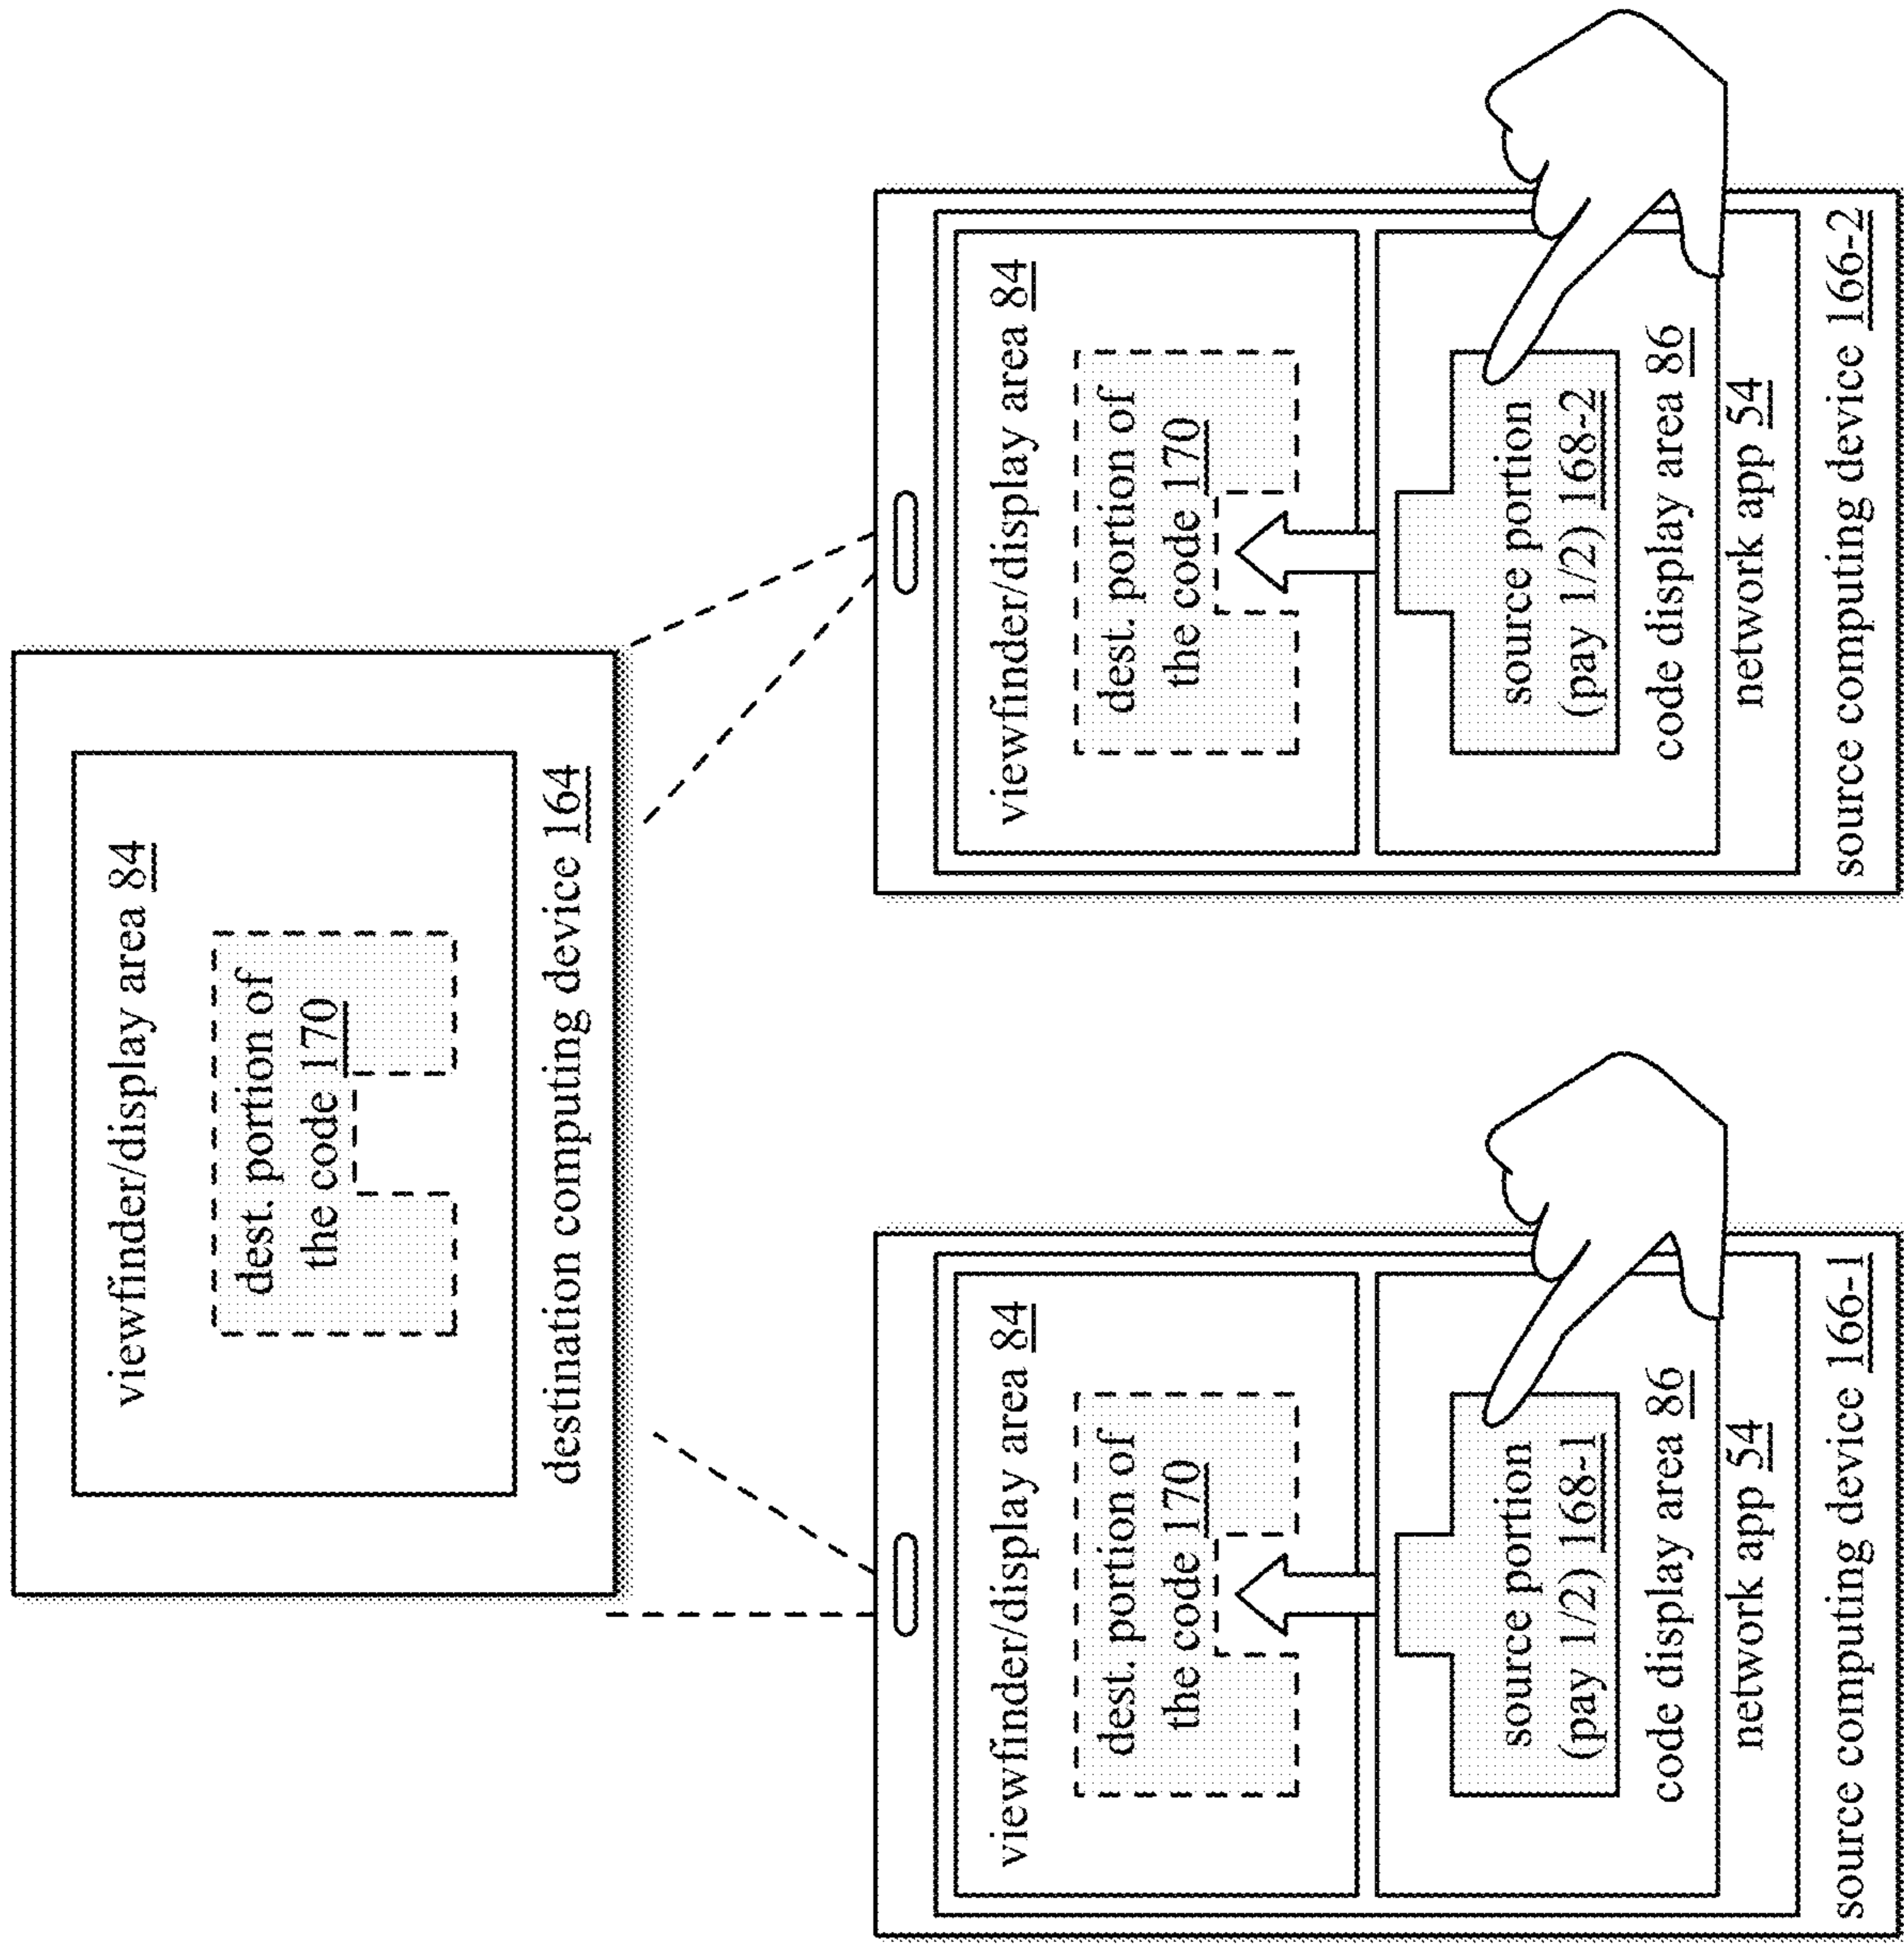 viewfinder/display area 84
dest. portion of
the code 170
destination computing device 164
viewfinder/display area 84
dest. portion of
the code 170
source portion
(pay 1/2) 168-1
code display area 86
network app 54
source computing device 166-1
viewfinder/display area 84
dest. portion of
the code 170
source portion
(pay 1/2) 168-2
code display area 86
network app 54
source computing device 166-2